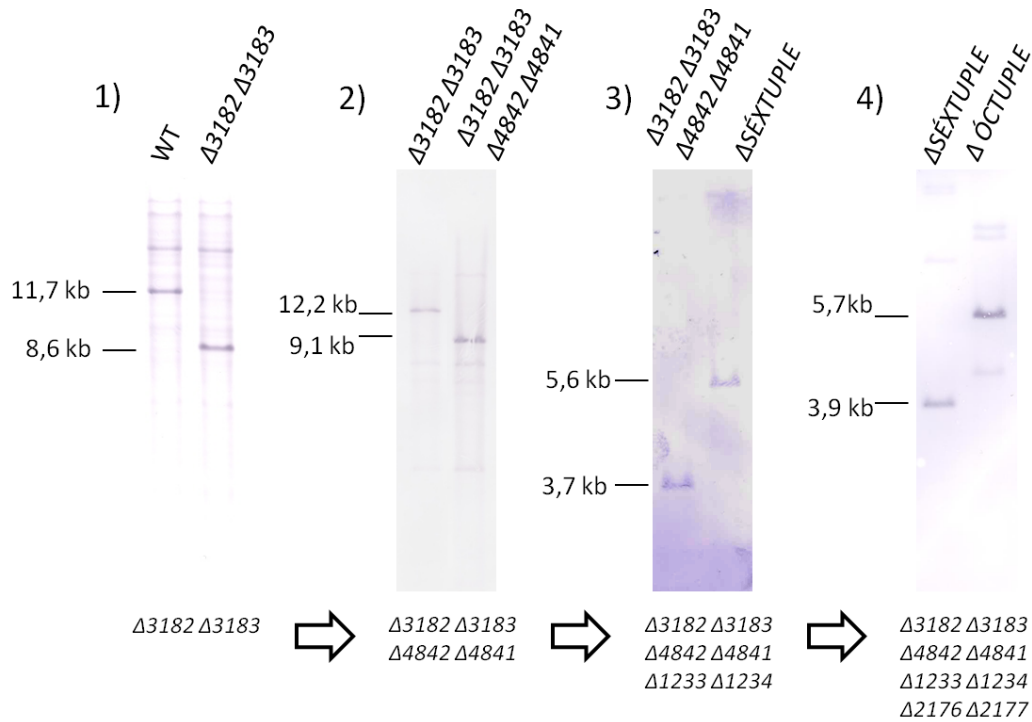 1)
WT
Δ3182 Δ3183
11,7 kb
8,6 kb
2)
Δ3182 Δ3183
Δ3182 Δ3183
Δ4842 Δ4841
12,2 kb
9,1 kb
3)
Δ3182 Δ3183
Δ4842 Δ4841
ΔSÉXTUPLE
5,6 kb
3,7 kb
4)
ΔSÉXTUPLE
Δ ÓCTUPLE
5,7kb
3,9 kb
Δ3182 Δ3183
Δ3182 Δ3183
Δ4842 Δ4841
Δ3182 Δ3183
Δ4842 Δ4841
Δ1233 Δ1234
Δ3182 Δ3183
Δ4842 Δ4841
Δ1233 Δ1234
Δ2176 Δ2177